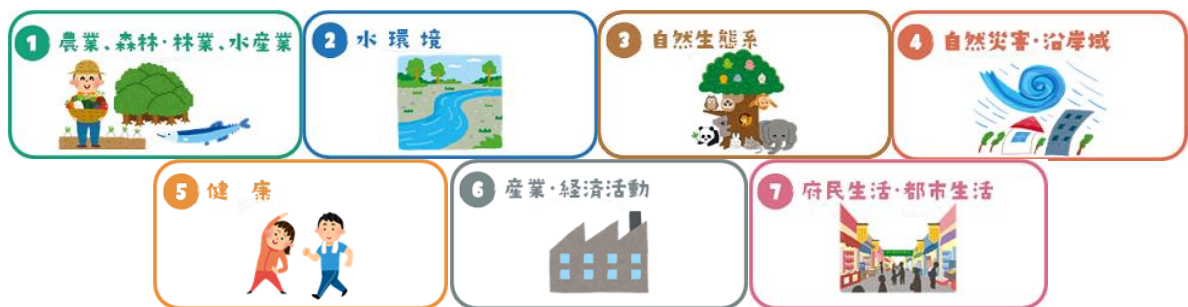 1 農業、森林・林業、水産業
2 水環境
3 自然生態系
4 自然災害・沿岸域
5 健康
6 産業・経済活動
7 府民生活・都市生活